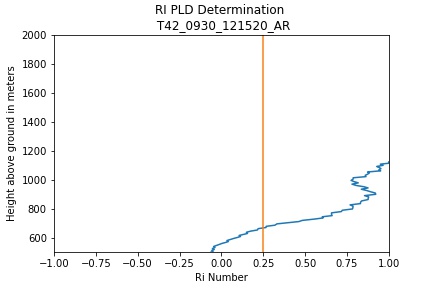 RI PLD Determination
T42_0930_121520_AR
2000
1800
1600
1400
1200
1000
800
600
Height above ground in meters
−1.00 −0.75 −0.50 −0.25 0.00 0.25 0.50 0.75 1.00
Ri Number